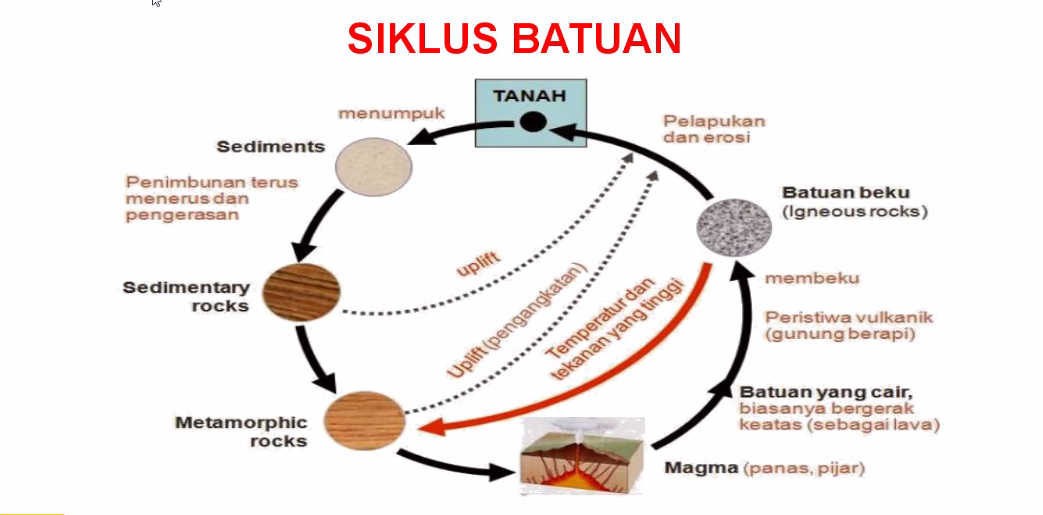 SIKLUS BATUAN
TANAH
menumpuk
Pelapukan
dan erosi
Sediments
Penimbunan terus
menerus dan
pengerasan
Batuan beku
(Igneous rocks)
uplift
Uplift (pengangkatan)
Temperatur dan
tekanan yang tinggi
Sedimentary
rocks
membeku
Peristiwa vulkanik
(gunung berapi)
Batuan yang cair,
biasanya bergerak
keatas (sebagai lava)
Metamorphic
rocks
Magma (panas, pijar)